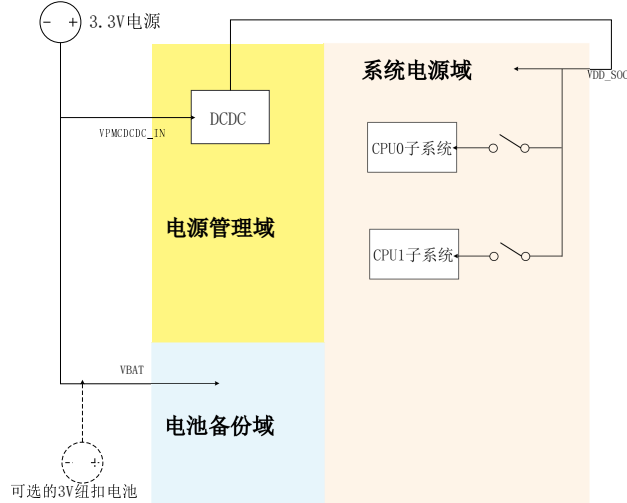 - + 3.3V电源
系统电源域
VDD_SOC
DCDC
VPMCDCDC_IN
CPU0子系统
电源管理域
CPU1子系统
VBAT
电池备份域
- +
可选的3V纽扣电池